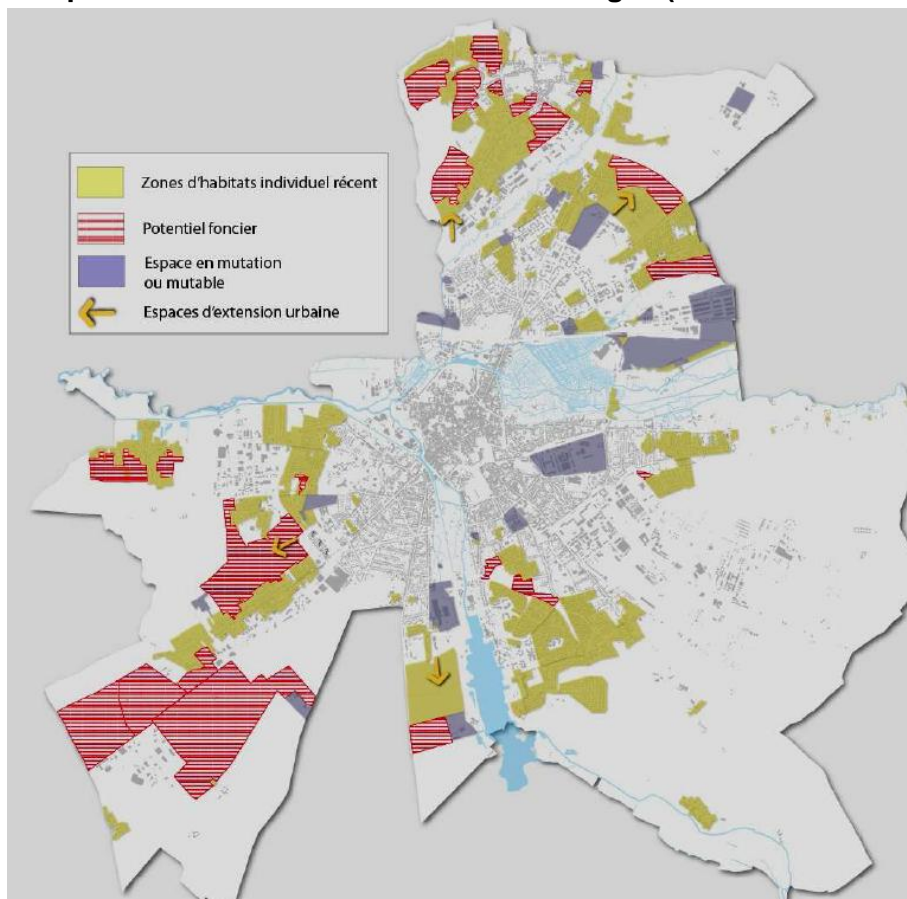 Zones d'habitats individuel récent
Potentiel foncier
Espace en mutation
ou mutable
Espaces d'extension urbaine